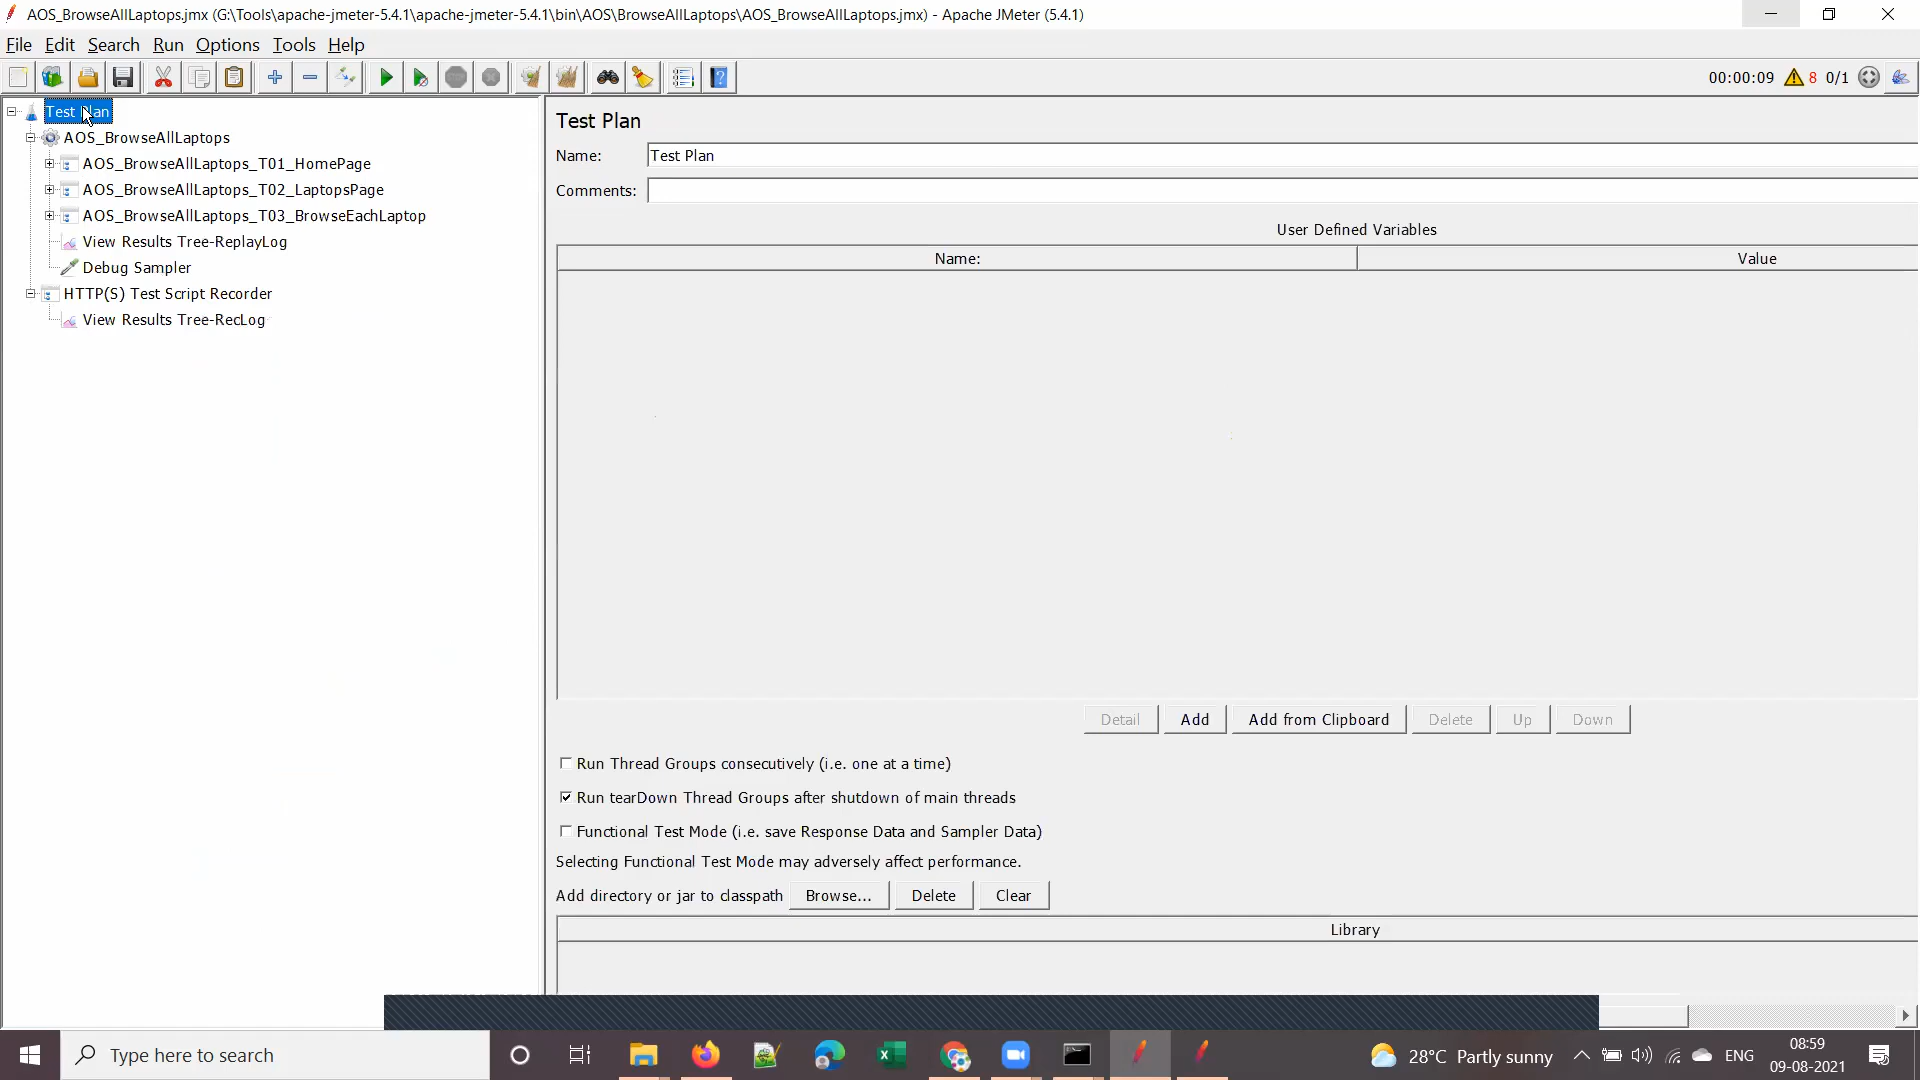 AOS_BrowseAllLaptops.jmx (G:\Tools\apache-jmeter-5.4.1\apache-jmeter-5.4.1\bin\AOS\BrowseAllLaptops\AOS_BrowseAllLaptops.jmx) - Apache JMeter (5.4.1)
File Edit Search Run Options Tools Help
00:00:09 8 0/1
Test Plan
AOS_BrowseAllLaptops
AOS_BrowseAllLaptops_T01_HomePage
AOS_BrowseAllLaptops_T02_LaptopsPage
AOS_BrowseAllLaptops_T03_BrowseEachLaptop
View Results Tree-ReplayLog
Debug Sampler
HTTP(S) Test Script Recorder
View Results Tree-RecLog
Test Plan
Name: Test Plan
Comments:
User Defined Variables
Name: Value
Detail Add Add from Clipboard Delete Up Down
Run Thread Groups consecutively (i.e. one at a time)
Run tearDown Thread Groups after shutdown of main threads
Functional Test Mode (i.e. save Response Data and Sampler Data)
Selecting Functional Test Mode may adversely affect performance.
Add directory or jar to classpath Browse... Delete Clear
Library
Type here to search
28°C Partly sunny
ENG
08:59
09-08-2021